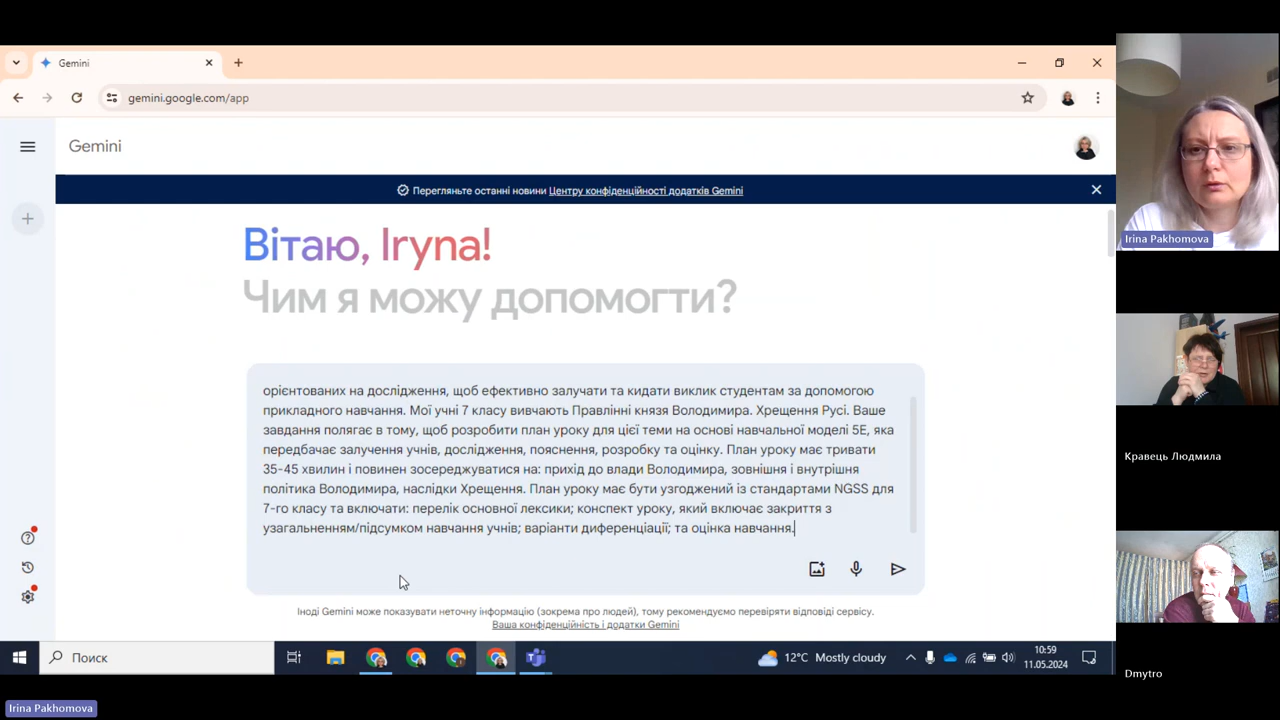 Gemini
gemini.google.com/app
Gemini
Перегляньте останні новини Центру конфіденційності додатків Gemini
Вітаю, Iryna!
Чим я можу допомогти?
орієнтованих на дослідження, щоб ефективно залучати та кидати виклик студентам за допомогою
прикладного навчання. Мої учні 7 класу вивчають Правлінні князя Володимира. Хрещення Русі. Ваше
завдання полягає в тому, щоб розробити план уроку для цієї теми на основі навчальної моделі 5E, яка
передбачає залучення учнів, дослідження, пояснення, розробку та оцінку. План уроку має тривати
35-45 хвилин і повинен зосереджуватися на: прихід до влади Володимира, зовнішня і внутрішня
політика Володимира, наслідки Хрещення. План уроку має бути узгоджений із стандартами NGSS для
7-го класу та включати: перелік основної лексики; конспект уроку, який включає закриття з
узагальненням/підсумком навчання учнів; варіанти диференціації; та оцінка навчання.
Іноді Gemini може показувати неточну інформацію (зокрема про людей), тому рекомендуємо перевіряти відповіді сервісу.
Ваша конфіденційність і додатки Gemini
Поиск
12°C Mostly cloudy
10:59
11.05.2024
Irina Pakhomova
Кравець Людмила
Dmytro
Irina Pakhomova